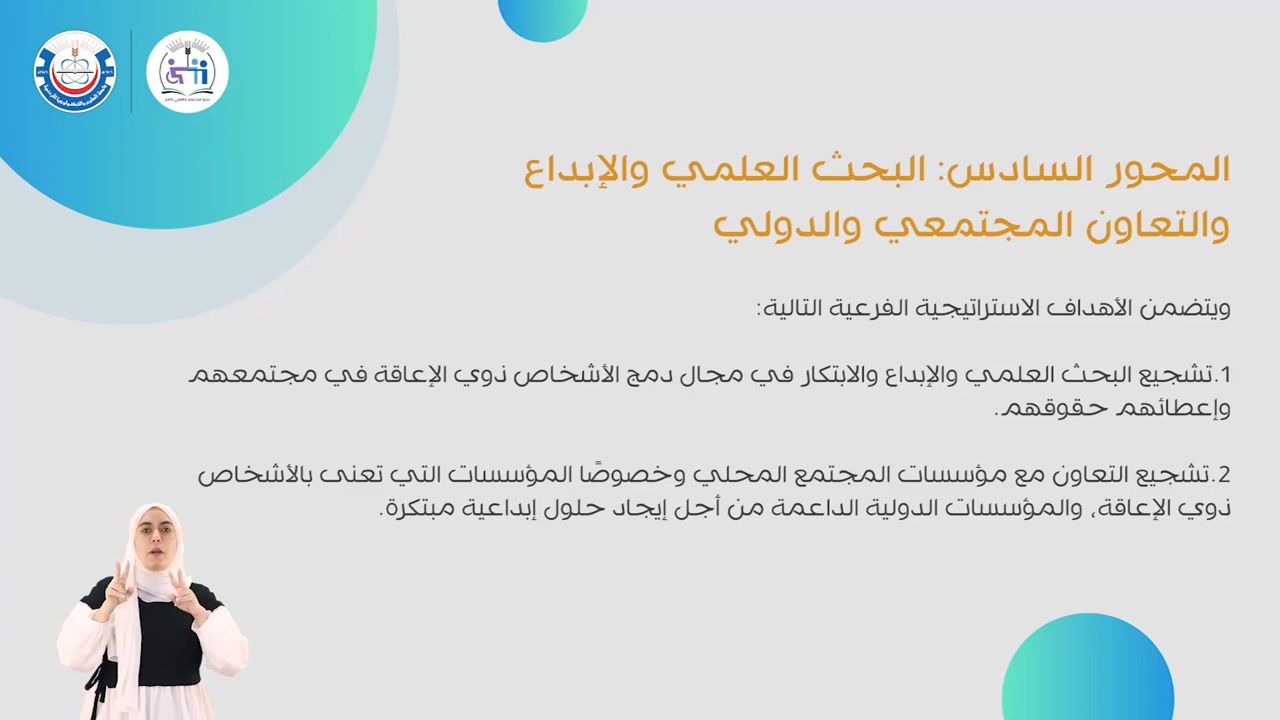 المحور السادس: البحث العلمي والإبداع
والتعاون المجتمعي والدولي
ويتضمن الأهداف الاستراتيجية الفرعية التالية:
1.تشجيع البحث العلمي والإبداع والابتكار في مجال دمج الأشخاص ذوي الإعاقة في مجتمعهم
وإعطائهم حقوقهم.
2.تشجيع التعاون مع مؤسسات المجتمع المحلي وخصوصًا المؤسسات التي تعنى بالأشخاص
ذوي الإعاقة، والمؤسسات الدولية الداعمة من أجل إيجاد حلول إبداعية مبتكرة.